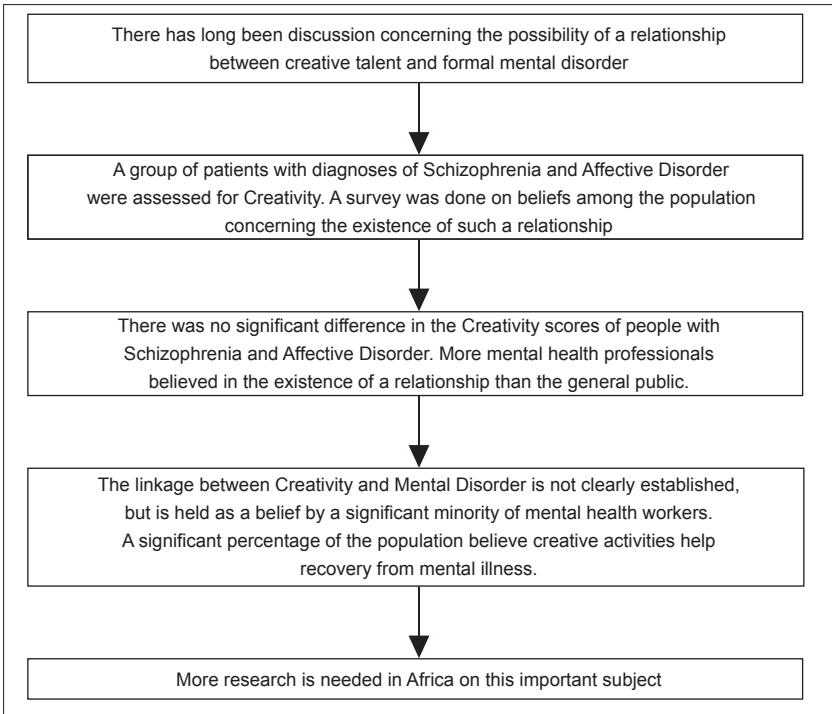 There has long been discussion concerning the possibility of a relationship
between creative talent and formal mental disorder
A group of patients with diagnoses of Schizophrenia and Affective Disorder
were assessed for Creativity. A survey was done on beliefs among the population
concerning the existence of such a relationship
There was no significant difference in the Creativity scores of people with
Schizophrenia and Affective Disorder. More mental health professionals
believed in the existence of a relationship than the general public.
The linkage between Creativity and Mental Disorder is not clearly established,
but is held as a belief by a significant minority of mental health workers.
A significant percentage of the population believe creative activities help
recovery from mental illness.
More research is needed in Africa on this important subject